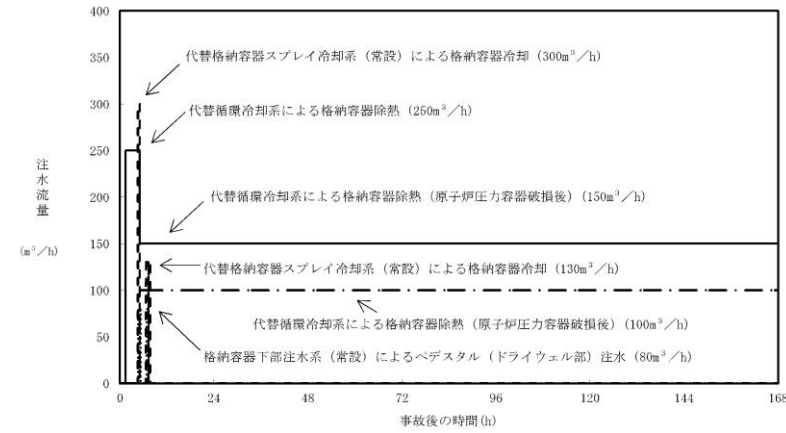 400
代替格納容器スプレイ冷却系(常設)による格納容器冷却(300m³/h)
350
300
代替循環冷却系による格納容器除熱(250m³/h)
250
注水流量
(m³/h)
200
代替循環冷却系による格納容器除熱(原子炉圧力容器破損後)(150m³/h)
150
代替格納容器スプレイ冷却系(常設)による格納容器冷却(130m³/h)
100
代替循環冷却系による格納容器除熱(原子炉圧力容器破損後)(100m³/h)
50
格納容器下部注水系(常設)によるペデスタル(ドライウェル部)注水(80m³/h)
0
0 24 48 72 96 120 144 168
事故後の時間(h)